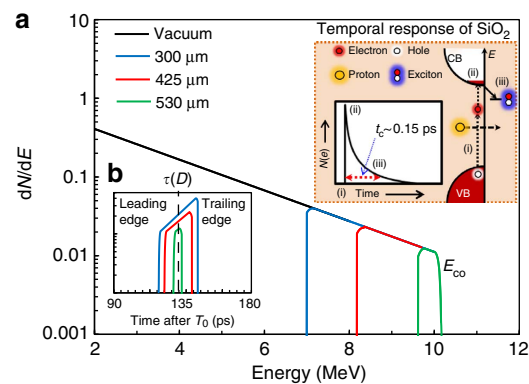 a
Vacuum
300 μm
425 μm
530 μm
Temporal response of SiO2
Electron
Hole
Proton
Exciton
CB
(ii)
E
(iii)
(i)
VB
N(e)
(ii)
tc~0.15 ps
(iii)
(i)
Time
dN/dE
10
1
0.1
0.01
0.001
b
τ(D)
Leading edge
Trailing edge
90
135
180
Time after T0 (ps)
Eco
2
4
6
8
10
12
Energy (MeV)